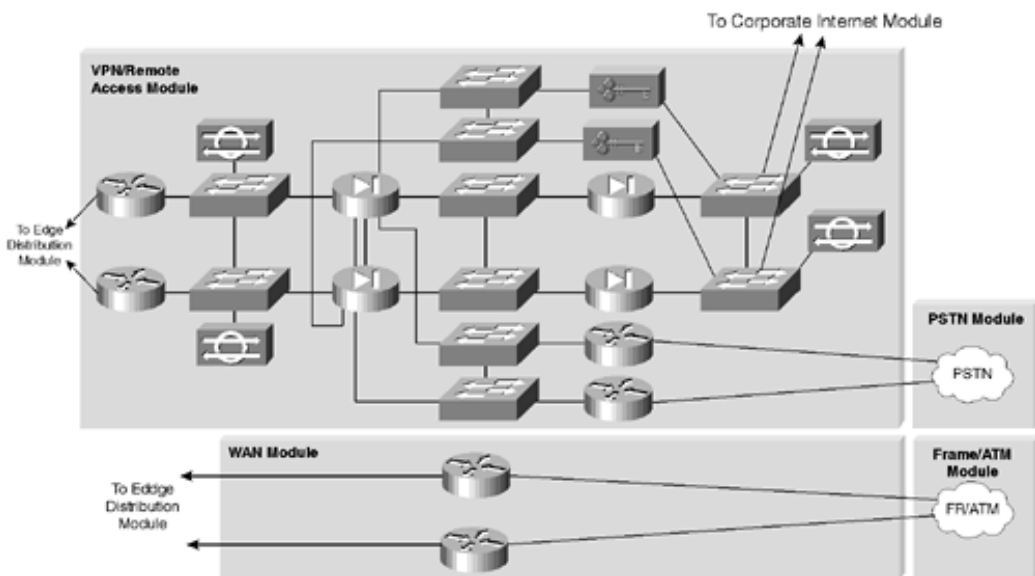 To Corporate Internet Module
VPN/Remote
Access Module
To Edge
Distribution
Module
PSTN Module
PSTN
WAN Module
To Eddge
Distribution
Module
Frame/ATM
Module
FR/ATM